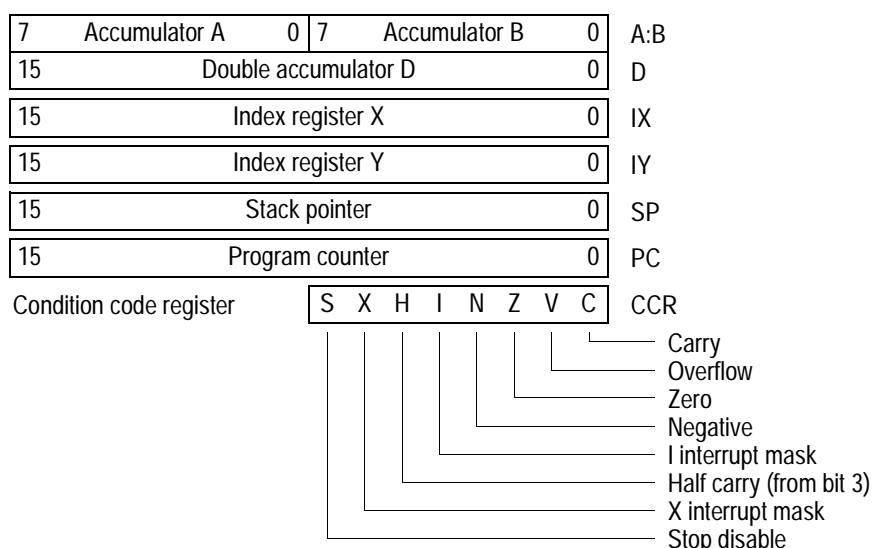 7 Accumulator A 0 7 Accumulator B 0 A:B
15 Double accumulator D 0 D
15 Index register X 0 IX
15 Index register Y 0 IY
15 Stack pointer 0 SP
15 Program counter 0 PC
Condition code register S X H I N Z V C CCR
Carry
Overflow
Zero
Negative
I interrupt mask
Half carry (from bit 3)
X interrupt mask
Stop disable